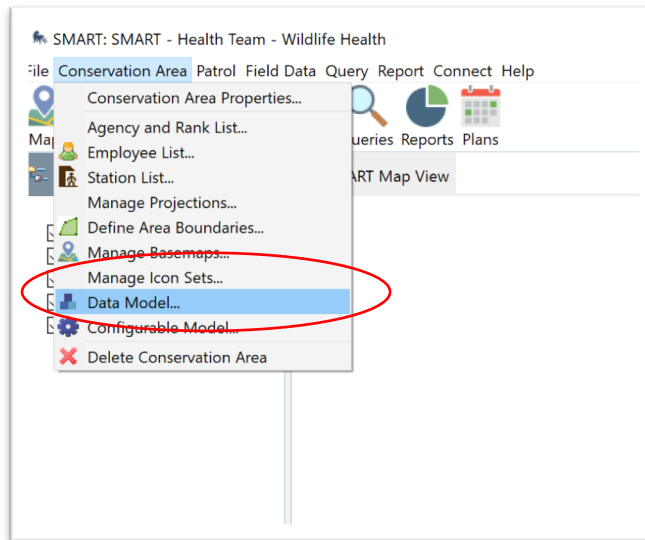 SMART: SMART - Health Team - Wildlife Health
File Conservation Area Patrol Field Data Query Report Connect Help
Conservation Area Properties...
Agency and Rank List...
Map ueries Reports Plans
Employee List...
Station List... ART Map View
Manage Projections...
Define Area Boundaries...
Manage Basemaps...
Manage Icon Sets...
Data Model...
Configurable Model...
Delete Conservation Area